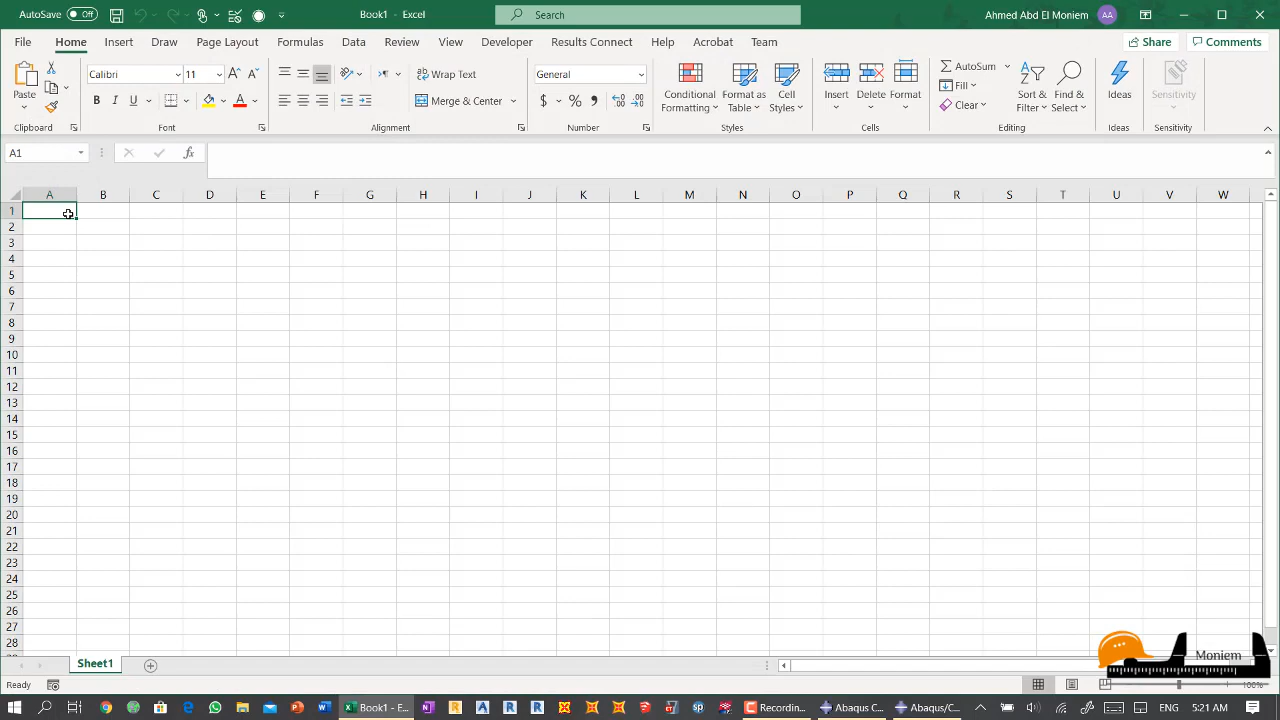 AutoSave Off Book1 - Excel Search Ahmed Abd El Moniem AA
File Home Insert Draw Page Layout Formulas Data Review View Developer Results Connect Help Acrobat Team Share Comments
Calibri 11 A A Wrap Text General AutoSum
Paste Conditional Format as Cell Insert Delete Format Fill Sort & Find & Ideas Sensitivity
B I U A Merge & Center $ % , Formatting Table Styles Clear Filter Select
Clipboard Font Alignment Number Styles Cells Editing Ideas Sensitivity
A1 fx
A B C D E F G H I J K L M N O P Q R S T U V W
1
2
3
4
5
6
7
8
9
10
11
12
13
14
15
16
17
18
19
20
21
22
23
24
25
26
27
28
Moniem
Sheet1
Ready 100%
Book1 - E... Recordin... Abaqus C... Abaqus/C... ENG 5:21 AM